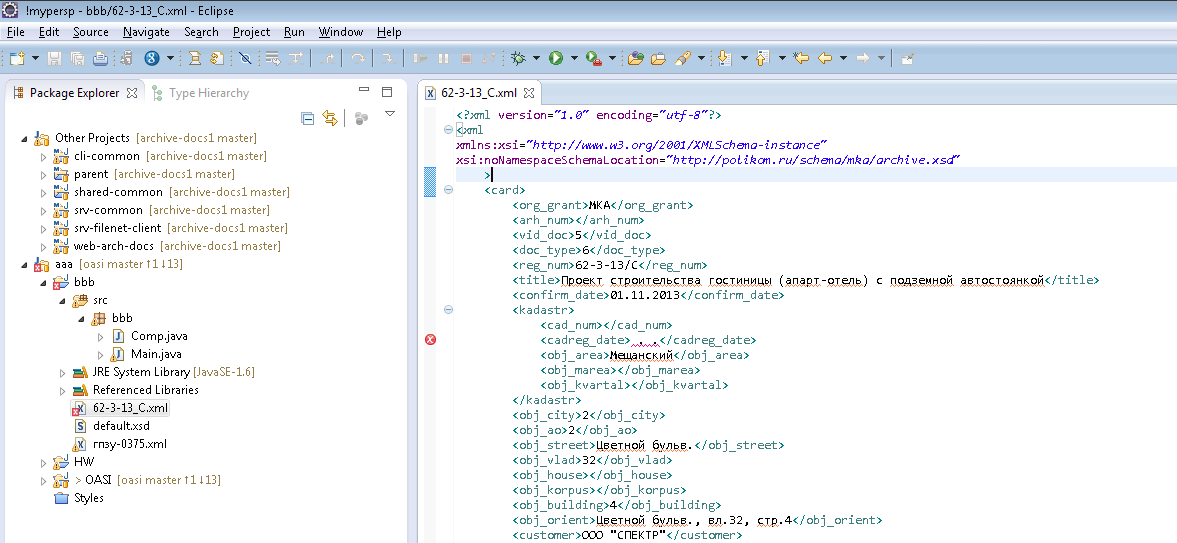 !mypersp - bbb/62-3-13_C.xml - Eclipse
File Edit Source Navigate Search Project Run Window Help
Package Explorer Type Hierarchy
Other Projects [archive-docs1 master]
cli-common [archive-docs1 master]
parent [archive-docs1 master]
shared-common [archive-docs1 master]
srv-common [archive-docs1 master]
srv-filenet-client [archive-docs1 master]
web-arch-docs [archive-docs1 master]
aaa [oasi master ↑1 ↓13]
bbb
src
bbb
Comp.java
Main.java
JRE System Library [JavaSE-1.6]
Referenced Libraries
62-3-13_C.xml
default.xsd
гпзу-0375.xml
HW
> OASI [oasi master ↑1 ↓13]
Styles
62-3-13_C.xml
<?xml version="1.0" encoding="utf-8"?>
<xml
xmlns:xsi="http://www.w3.org/2001/XMLSchema-instance"
xsi:noNamespaceSchemaLocation="http://polikom.ru/schema/mka/archive.xsd"
>
<card>
<org_grant>МКА</org_grant>
<arh_num></arh_num>
<vid_doc>5</vid_doc>
<doc_type>6</doc_type>
<reg_num>62-3-13/С</reg_num>
<title>Проект строительства гостиницы (апарт-отель) с подземной автостоянкой</title>
<confirm_date>01.11.2013</confirm_date>
<kadastr>
<cad_num></cad_num>
<cadreg_date> . .</cadreg_date>
<obj_area>Мещанский</obj_area>
<obj_marea></obj_marea>
<obj_kvartal></obj_kvartal>
</kadastr>
<obj_city>2</obj_city>
<obj_ao>2</obj_ao>
<obj_street>Цветной бульв.</obj_street>
<obj_vlad>32</obj_vlad>
<obj_house></obj_house>
<obj_korpus></obj_korpus>
<obj_building>4</obj_building>
<obj_orient>Цветной бульв., вл.32, стр.4</obj_orient>
<customer>ООО "СПЕКТР"</customer>